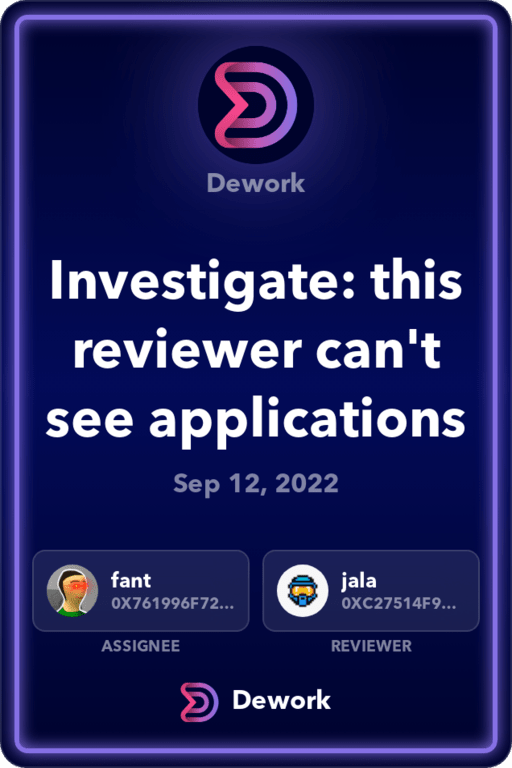 Dework
Investigate: this
reviewer can't
see applications
Sep 12, 2022
fant
0X761996F72...
jala
0XC27514F9...
ASSIGNEE
REVIEWER
Dework